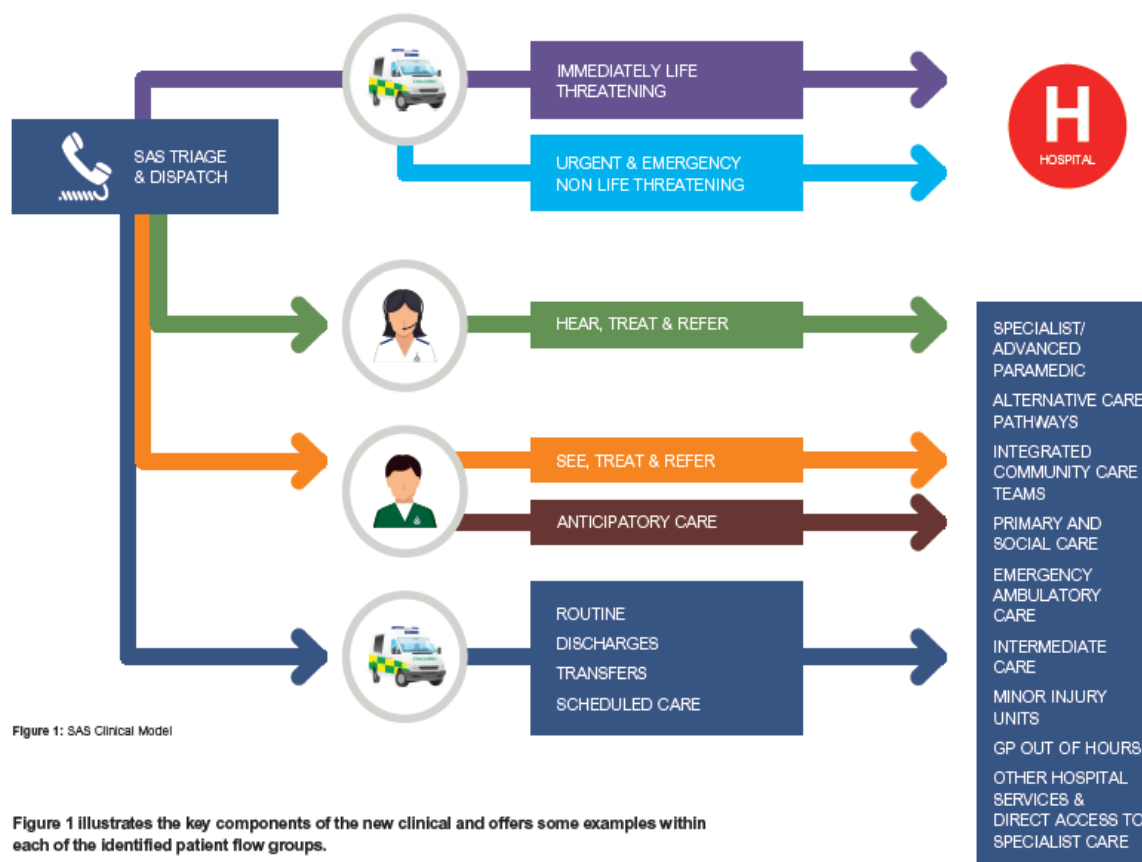 SAS TRIAGE
& DISPATCH
IMMEDIATELY LIFE
THREATENING
URGENT & EMERGENCY
NON LIFE THREATENING
H
HOSPITAL
HEAR, TREAT & REFER
SEE, TREAT & REFER
ANTICIPATORY CARE
ROUTINE
DISCHARGES
TRANSFERS
SCHEDULED CARE
SPECIALIST/
ADVANCED
PARAMEDIC
ALTERNATIVE CARE
PATHWAYS
INTEGRATED
COMMUNITY CARE
TEAMS
PRIMARY AND
SOCIAL CARE
EMERGENCY
AMBULATORY
CARE
INTERMEDIATE
CARE
MINOR INJURY
UNITS
GP OUT OF HOURS
OTHER HOSPITAL
SERVICES &
DIRECT ACCESS TO
SPECIALIST CARE
Figure 1: SAS Clinical Model
Figure 1 illustrates the key components of the new clinical and offers some examples within
each of the identified patient flow groups.